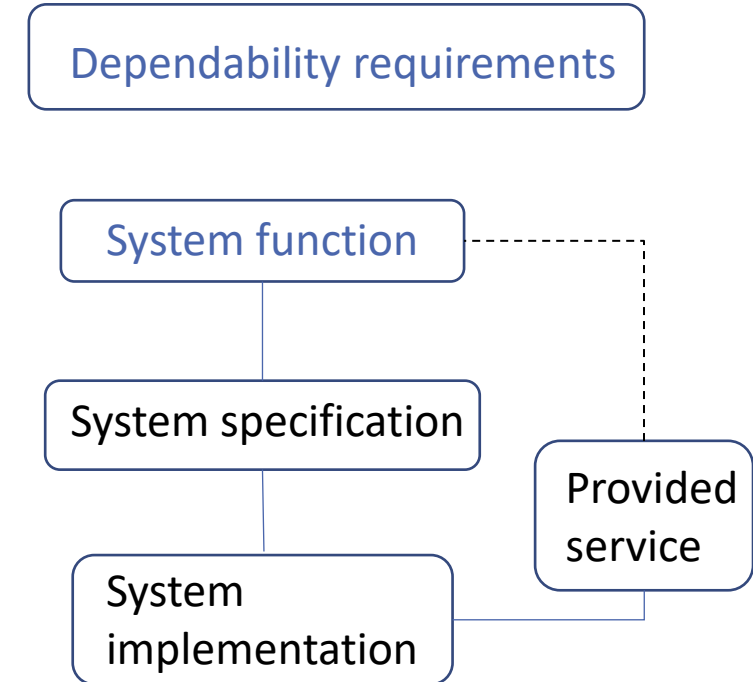 Dependability requirements
System function
System specification
Provided
service
System
implementation